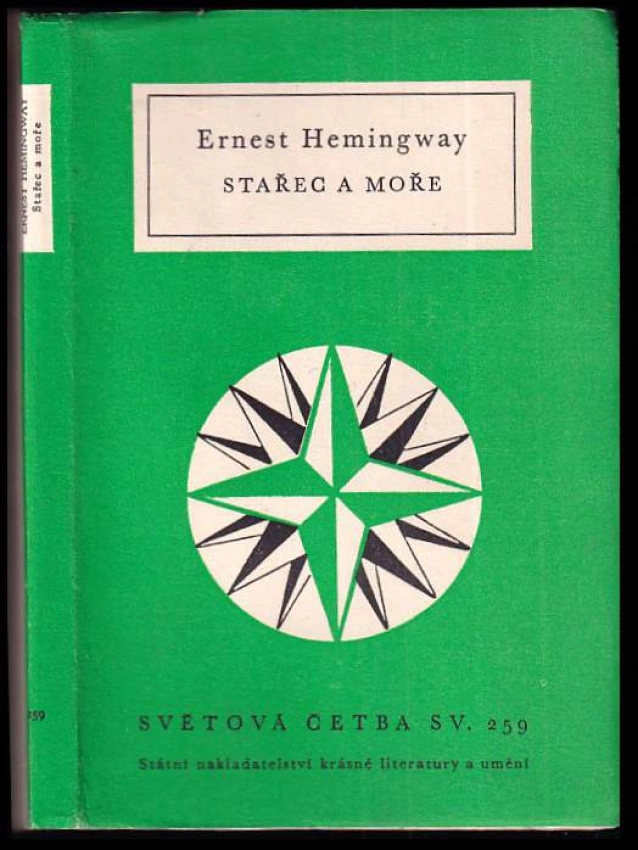 Ernest Hemingway
STAŘEC A MOŘE
SVĚTOVÁ ČETBA SV. 259
Státní nakladatelství krásné literatury a umění
ERNEST HEMINGWAY
Stařec a moře
259